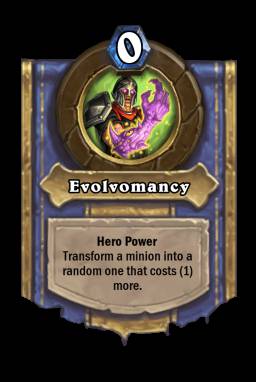 0
Evolvomancy
Hero Power
Transform a minion into a
random one that costs (1)
more.